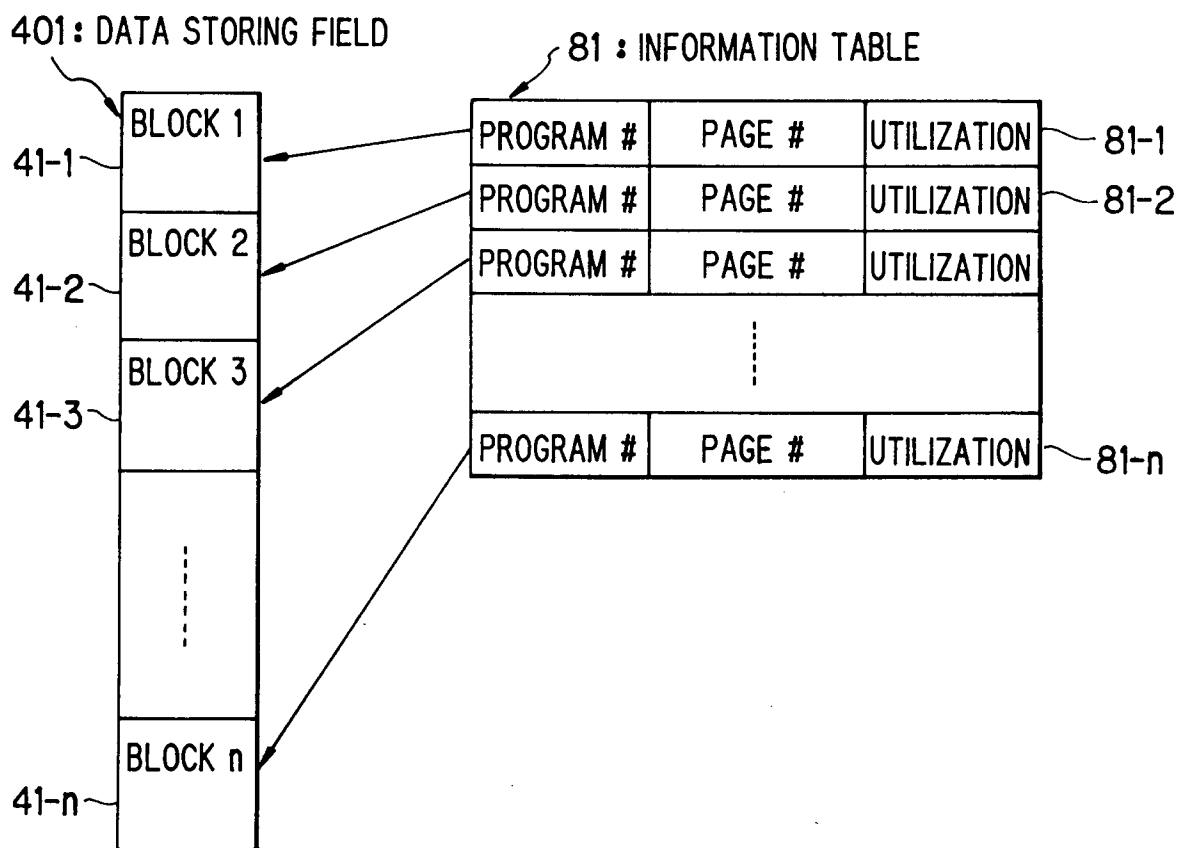 401: DATA STORING FIELD
81: INFORMATION TABLE
BLOCK 1
41-1
BLOCK 2
41-2
BLOCK 3
41-3
BLOCK n
41-n
PROGRAM # PAGE # UTILIZATION 81-1
PROGRAM # PAGE # UTILIZATION 81-2
PROGRAM # PAGE # UTILIZATION
PROGRAM # PAGE # UTILIZATION 81-n